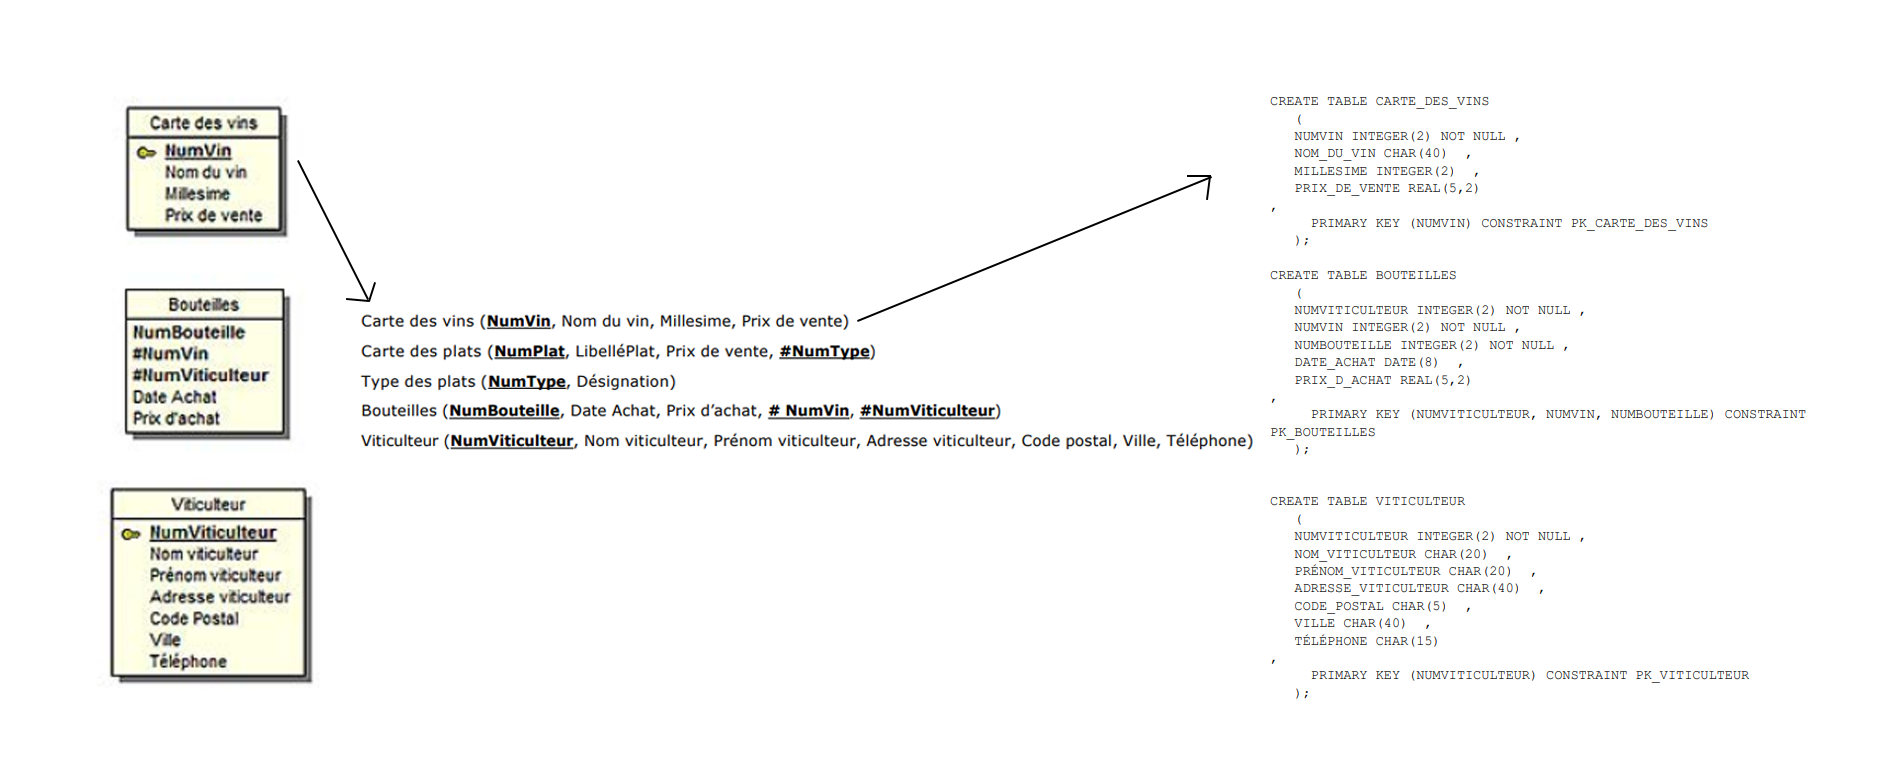 Carte des vins
NumVin
Nom du vin
Millesime
Prix de vente
Bouteilles
NumBouteille
#NumVin
#NumViticulteur
Date Achat
Prix d'achat
Viticulteur
NumViticulteur
Nom viticulteur
Prénom viticulteur
Adresse viticulteur
Code Postal
Ville
Téléphone
Carte des vins (NumVin, Nom du vin, Millesime, Prix de vente)
Carte des plats (NumPlat, LibelléPlat, Prix de vente, #NumType)
Type des plats (NumType, Désignation)
Bouteilles (NumBouteille, Date Achat, Prix d’achat, # NumVin, #NumViticulteur)
Viticulteur (NumViticulteur, Nom viticulteur, Prénom viticulteur, Adresse viticulteur, Code postal, Ville, Téléphone)
CREATE TABLE CARTE_DES_VINS
(
NUMVIN INTEGER(2) NOT NULL ,
NOM_DU_VIN CHAR(40) ,
MILLESIME INTEGER(2) ,
PRIX_DE_VENTE REAL(5,2)
,
PRIMARY KEY (NUMVIN) CONSTRAINT PK_CARTE_DES_VINS
);
CREATE TABLE BOUTEILLES
(
NUMVITICULTEUR INTEGER(2) NOT NULL ,
NUMVIN INTEGER(2) NOT NULL ,
NUMBOUTEILLE INTEGER(2) NOT NULL ,
DATE_ACHAT DATE(8) ,
PRIX_D_ACHAT REAL(5,2)
,
PRIMARY KEY (NUMVITICULTEUR, NUMVIN, NUMBOUTEILLE) CONSTRAINT
PK_BOUTEILLES
);
CREATE TABLE VITICULTEUR
(
NUMVITICULTEUR INTEGER(2) NOT NULL ,
NOM_VITICULTEUR CHAR(20) ,
PRÉNOM_VITICULTEUR CHAR(20) ,
ADRESSE_VITICULTEUR CHAR(40) ,
CODE_POSTAL CHAR(5) ,
VILLE CHAR(40) ,
TÉLÉPHONE CHAR(15)
,
PRIMARY KEY (NUMVITICULTEUR) CONSTRAINT PK_VITICULTEUR
);